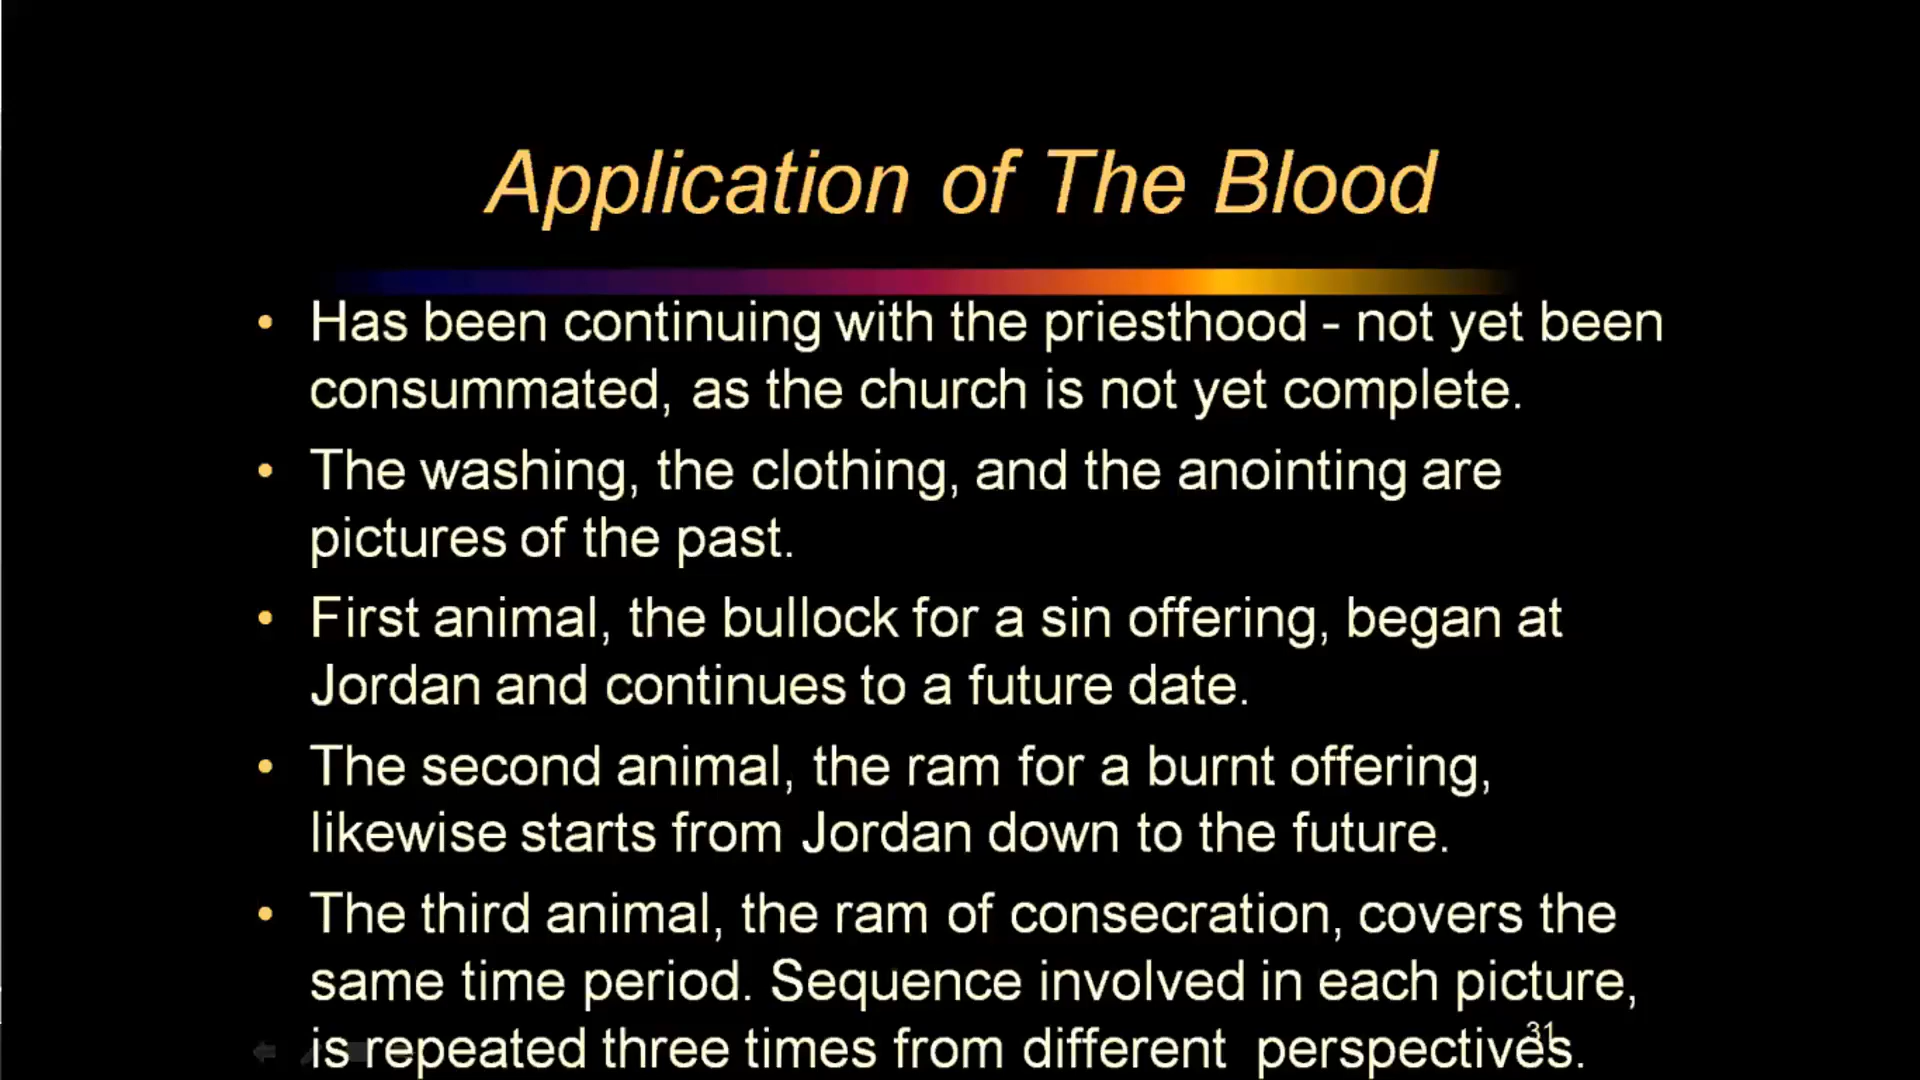 Application of The Blood
• Has been continuing with the priesthood - not yet been
consummated, as the church is not yet complete.
• The washing, the clothing, and the anointing are
pictures of the past.
• First animal, the bullock for a sin offering, began at
Jordan and continues to a future date.
• The second animal, the ram for a burnt offering,
likewise starts from Jordan down to the future.
• The third animal, the ram of consecration, covers the
same time period. Sequence involved in each picture,
is repeated three times from different  perspectives.
31